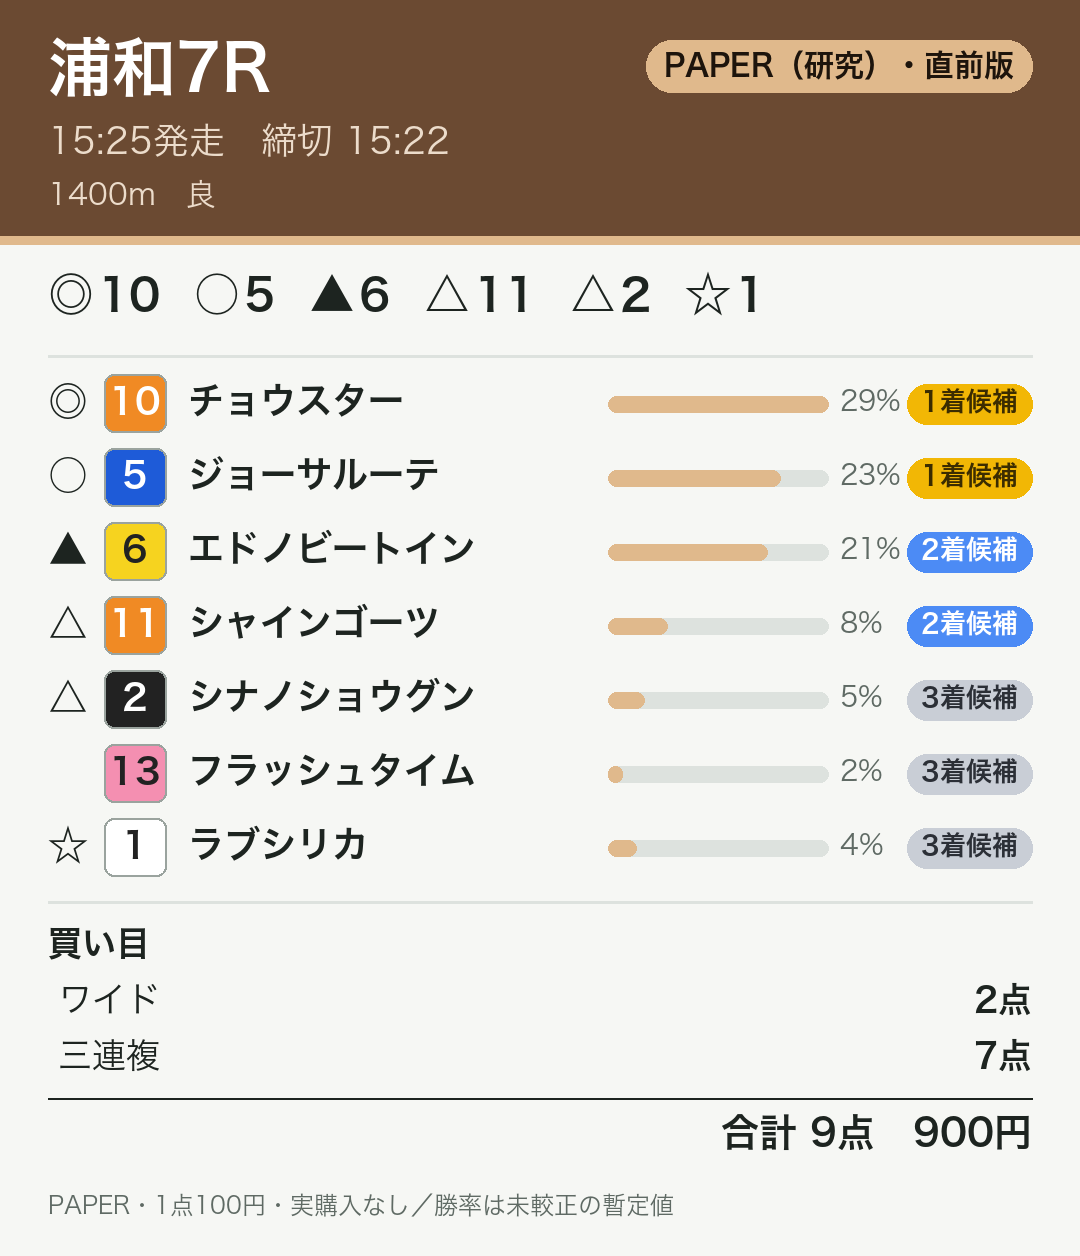 浦和7R
PAPER（研究）・直前版
15:25発走　締切 15:22
1400m　良
◎10 ○5 ▲6 △11 △2 ☆1
◎ 10 チョウスター 29% 1着候補
○ 5 ジョーサルーテ 23% 1着候補
▲ 6 エドノビートイン 21% 2着候補
△ 11 シャインゴーツ 8% 2着候補
△ 2 シナノショウグン 5% 3着候補
13 フラッシュタイム 2% 3着候補
☆ 1 ラブシリカ 4% 3着候補
買い目
ワイド 2点
三連複 7点
合計 9点　900円
PAPER・1点100円・実購入なし／勝率は未較正の暫定値